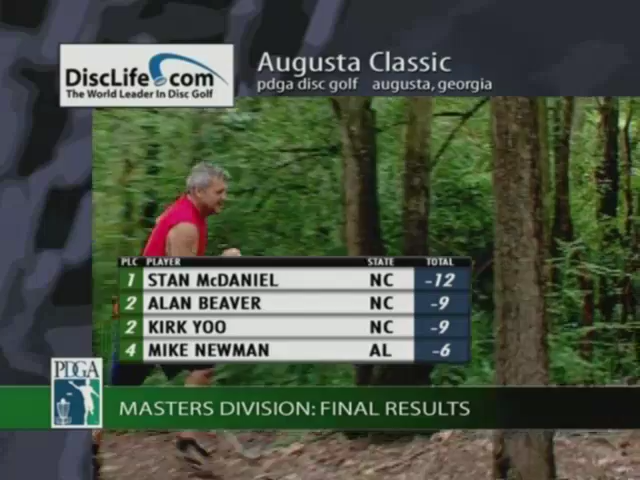 DiscLife.com
The World Leader In Disc Golf
Augusta Classic
pdga disc golf augusta, georgia
PLC PLAYER STATE TOTAL
1 STAN McDANIEL NC -12
2 ALAN BEAVER NC -9
2 KIRK YOO NC -9
4 MIKE NEWMAN AL -6
PDGA
MASTERS DIVISION: FINAL RESULTS